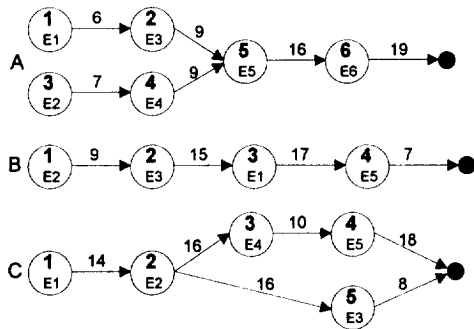 1 6 2 9
E1 E3
A 5 16 6 19
E5 E6
3 7 4 9
E2 E4
B 1 9 2 15 3 17 4 7
E2 E3 E1 E5
3 10 4 18
E4 E5
C 1 14 2 16
E1 E2
16 5 8
E3